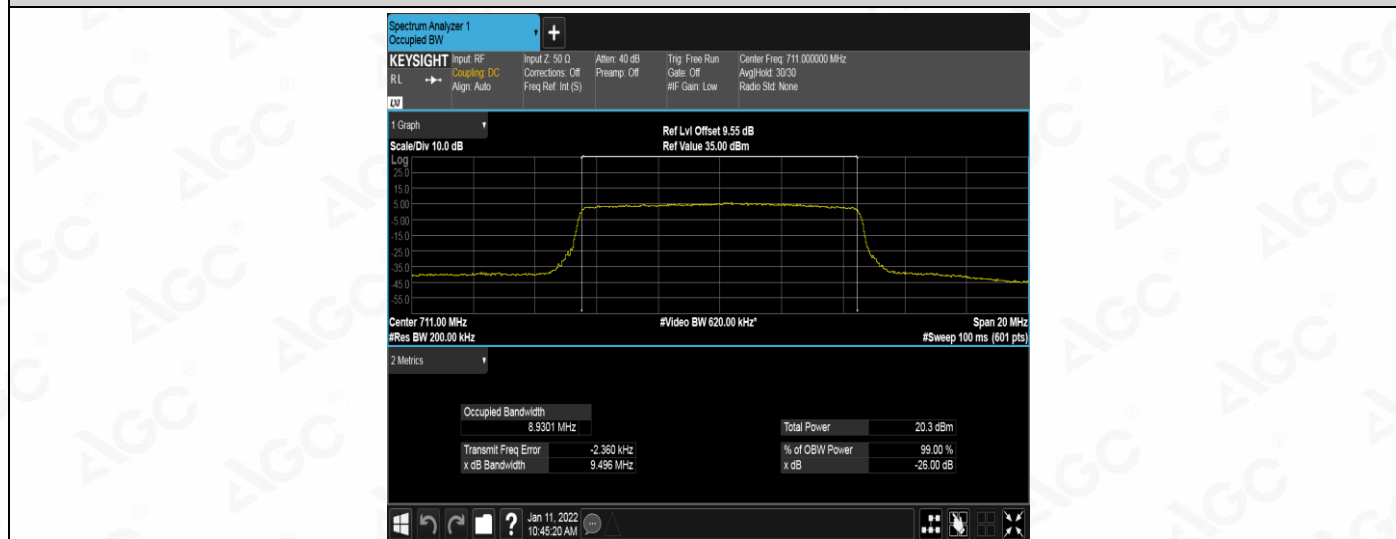 Spectrum Analyzer 1
Occupied BW
+
KEYSIGHT
R L
LXI
Input: RF
Coupling: DC
Align: Auto
Input Z: 50 Ω
Corrections: Off
Freq Ref: Int (S)
Atten: 40 dB
Preamp: Off
Trig: Free Run
Gate: Off
#IF Gain: Low
Center Freq: 711.000000 MHz
Avg|Hold: 30/30
Radio Std: None
1 Graph
Scale/Div 10.0 dB
Ref Lvl Offset 9.55 dB
Ref Value 35.00 dBm
Log
25.0
15.0
5.00
-5.00
-15.0
-25.0
-35.0
-45.0
-55.0
Center 711.00 MHz
#Video BW 620.00 kHz*
Span 20 MHz
#Res BW 200.00 kHz
#Sweep 100 ms (601 pts)
2 Metrics
Occupied Bandwidth
8.9301 MHz
Total Power 20.3 dBm
Transmit Freq Error -2.360 kHz
% of OBW Power 99.00 %
x dB Bandwidth 9.496 MHz
x dB -26.00 dB
?
Jan 11, 2022
10:45:20 AM
AGC